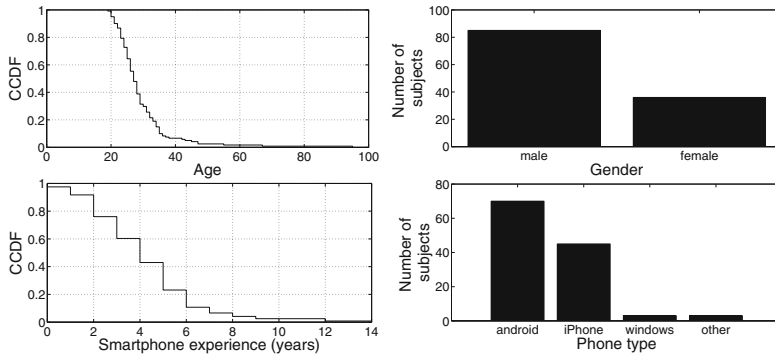 1
0.8
0.6
0.4
0.2
0
CCDF
0 20 40 60 80 100
Age
100
80
60
40
20
0
Number of
subjects
male female
Gender
1
0.8
0.6
0.4
0.2
0
CCDF
0 2 4 6 8 10 12 14
Smartphone experience (years)
80
60
40
20
0
Number of
subjects
android iPhone windows other
Phone type